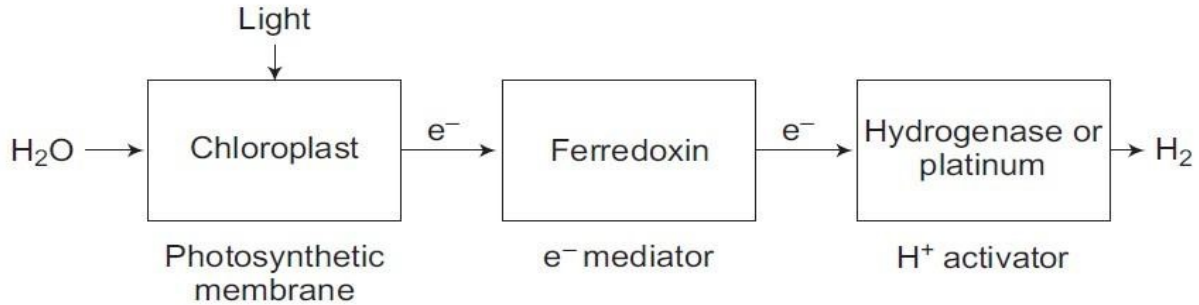 Light
H₂O
Chloroplast
e⁻
Ferredoxin
e⁻
Hydrogenase or
platinum
H₂
Photosynthetic
membrane
e⁻ mediator
H⁺ activator